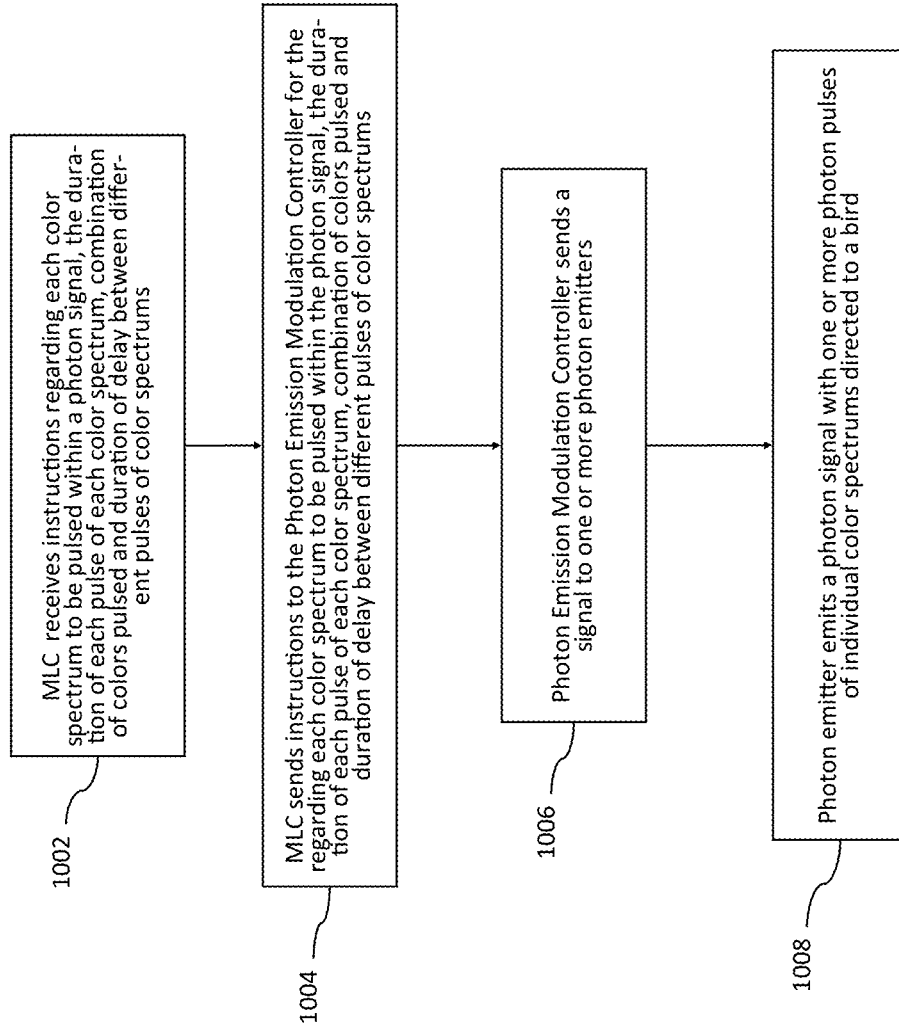 MLC receives instructions regarding each color
spectrum to be pulsed within a photon signal, the dura-
tion of each pulse of each color spectrum, combination
of colors pulsed and duration of delay between differ-
ent pulses of color spectrums
1002
MLC sends instructions to the Photon Emission Modulation Controller for the
regarding each color spectrum to be pulsed within the photon signal, the dura-
tion of each pulse of each color spectrum, combination of colors pulsed and
duration of delay between different pulses of color spectrums
1004
Photon Emission Modulation Controller sends a
signal to one or more photon emitters
1006
Photon emitter emits a photon signal with one or more photon pulses
of individual color spectrums directed to a bird
1008